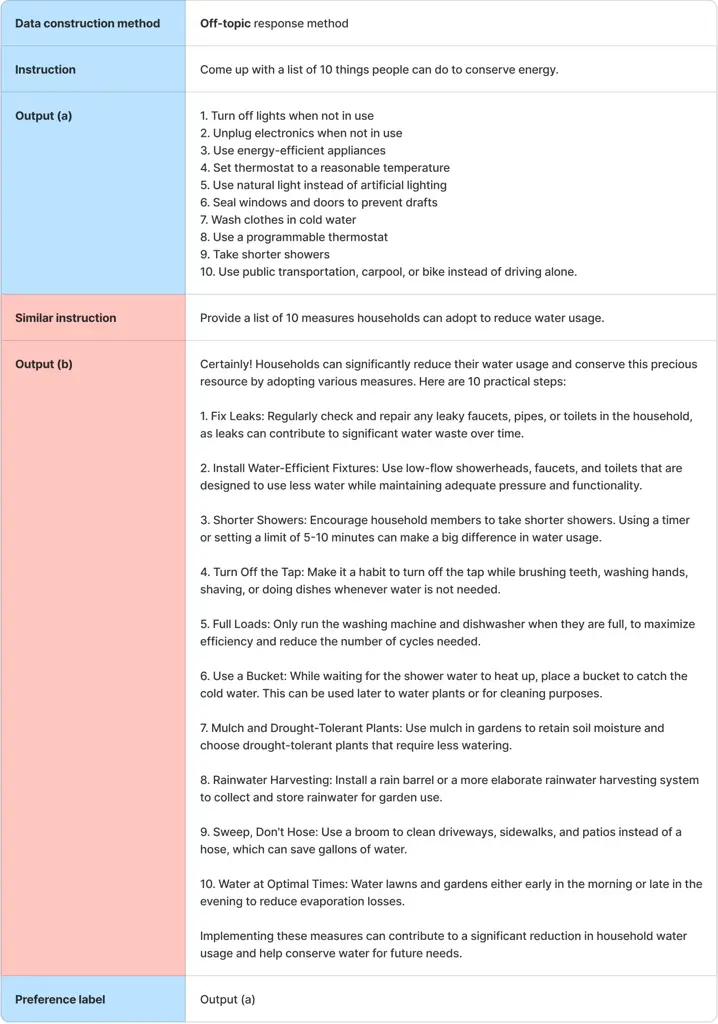 Data construction method
Off-topic response method
Instruction
Come up with a list of 10 things people can do to conserve energy.
Output (a)
1. Turn off lights when not in use
2. Unplug electronics when not in use
3. Use energy-efficient appliances
4. Set thermostat to a reasonable temperature
5. Use natural light instead of artificial lighting
6. Seal windows and doors to prevent drafts
7. Wash clothes in cold water
8. Use a programmable thermostat
9. Take shorter showers
10. Use public transportation, carpool, or bike instead of driving alone.
Similar instruction
Provide a list of 10 measures households can adopt to reduce water usage.
Output (b)
Certainly! Households can significantly reduce their water usage and conserve this precious
resource by adopting various measures. Here are 10 practical steps:
1. Fix Leaks: Regularly check and repair any leaky faucets, pipes, or toilets in the household,
as leaks can contribute to significant water waste over time.
2. Install Water-Efficient Fixtures: Use low-flow showerheads, faucets, and toilets that are
designed to use less water while maintaining adequate pressure and functionality.
3. Shorter Showers: Encourage household members to take shorter showers. Using a timer
or setting a limit of 5-10 minutes can make a big difference in water usage.
4. Turn Off the Tap: Make it a habit to turn off the tap while brushing teeth, washing hands,
shaving, or doing dishes whenever water is not needed.
5. Full Loads: Only run the washing machine and dishwasher when they are full, to maximize
efficiency and reduce the number of cycles needed.
6. Use a Bucket: While waiting for the shower water to heat up, place a bucket to catch the
cold water. This can be used later to water plants or for cleaning purposes.
7. Mulch and Drought-Tolerant Plants: Use mulch in gardens to retain soil moisture and
choose drought-tolerant plants that require less watering.
8. Rainwater Harvesting: Install a rain barrel or a more elaborate rainwater harvesting system
to collect and store rainwater for garden use.
9. Sweep, Don't Hose: Use a broom to clean driveways, sidewalks, and patios instead of a
hose, which can save gallons of water.
10. Water at Optimal Times: Water lawns and gardens either early in the morning or late in the
evening to reduce evaporation losses.
Implementing these measures can contribute to a significant reduction in household water
usage and help conserve water for future needs.
Preference label
Output (a)